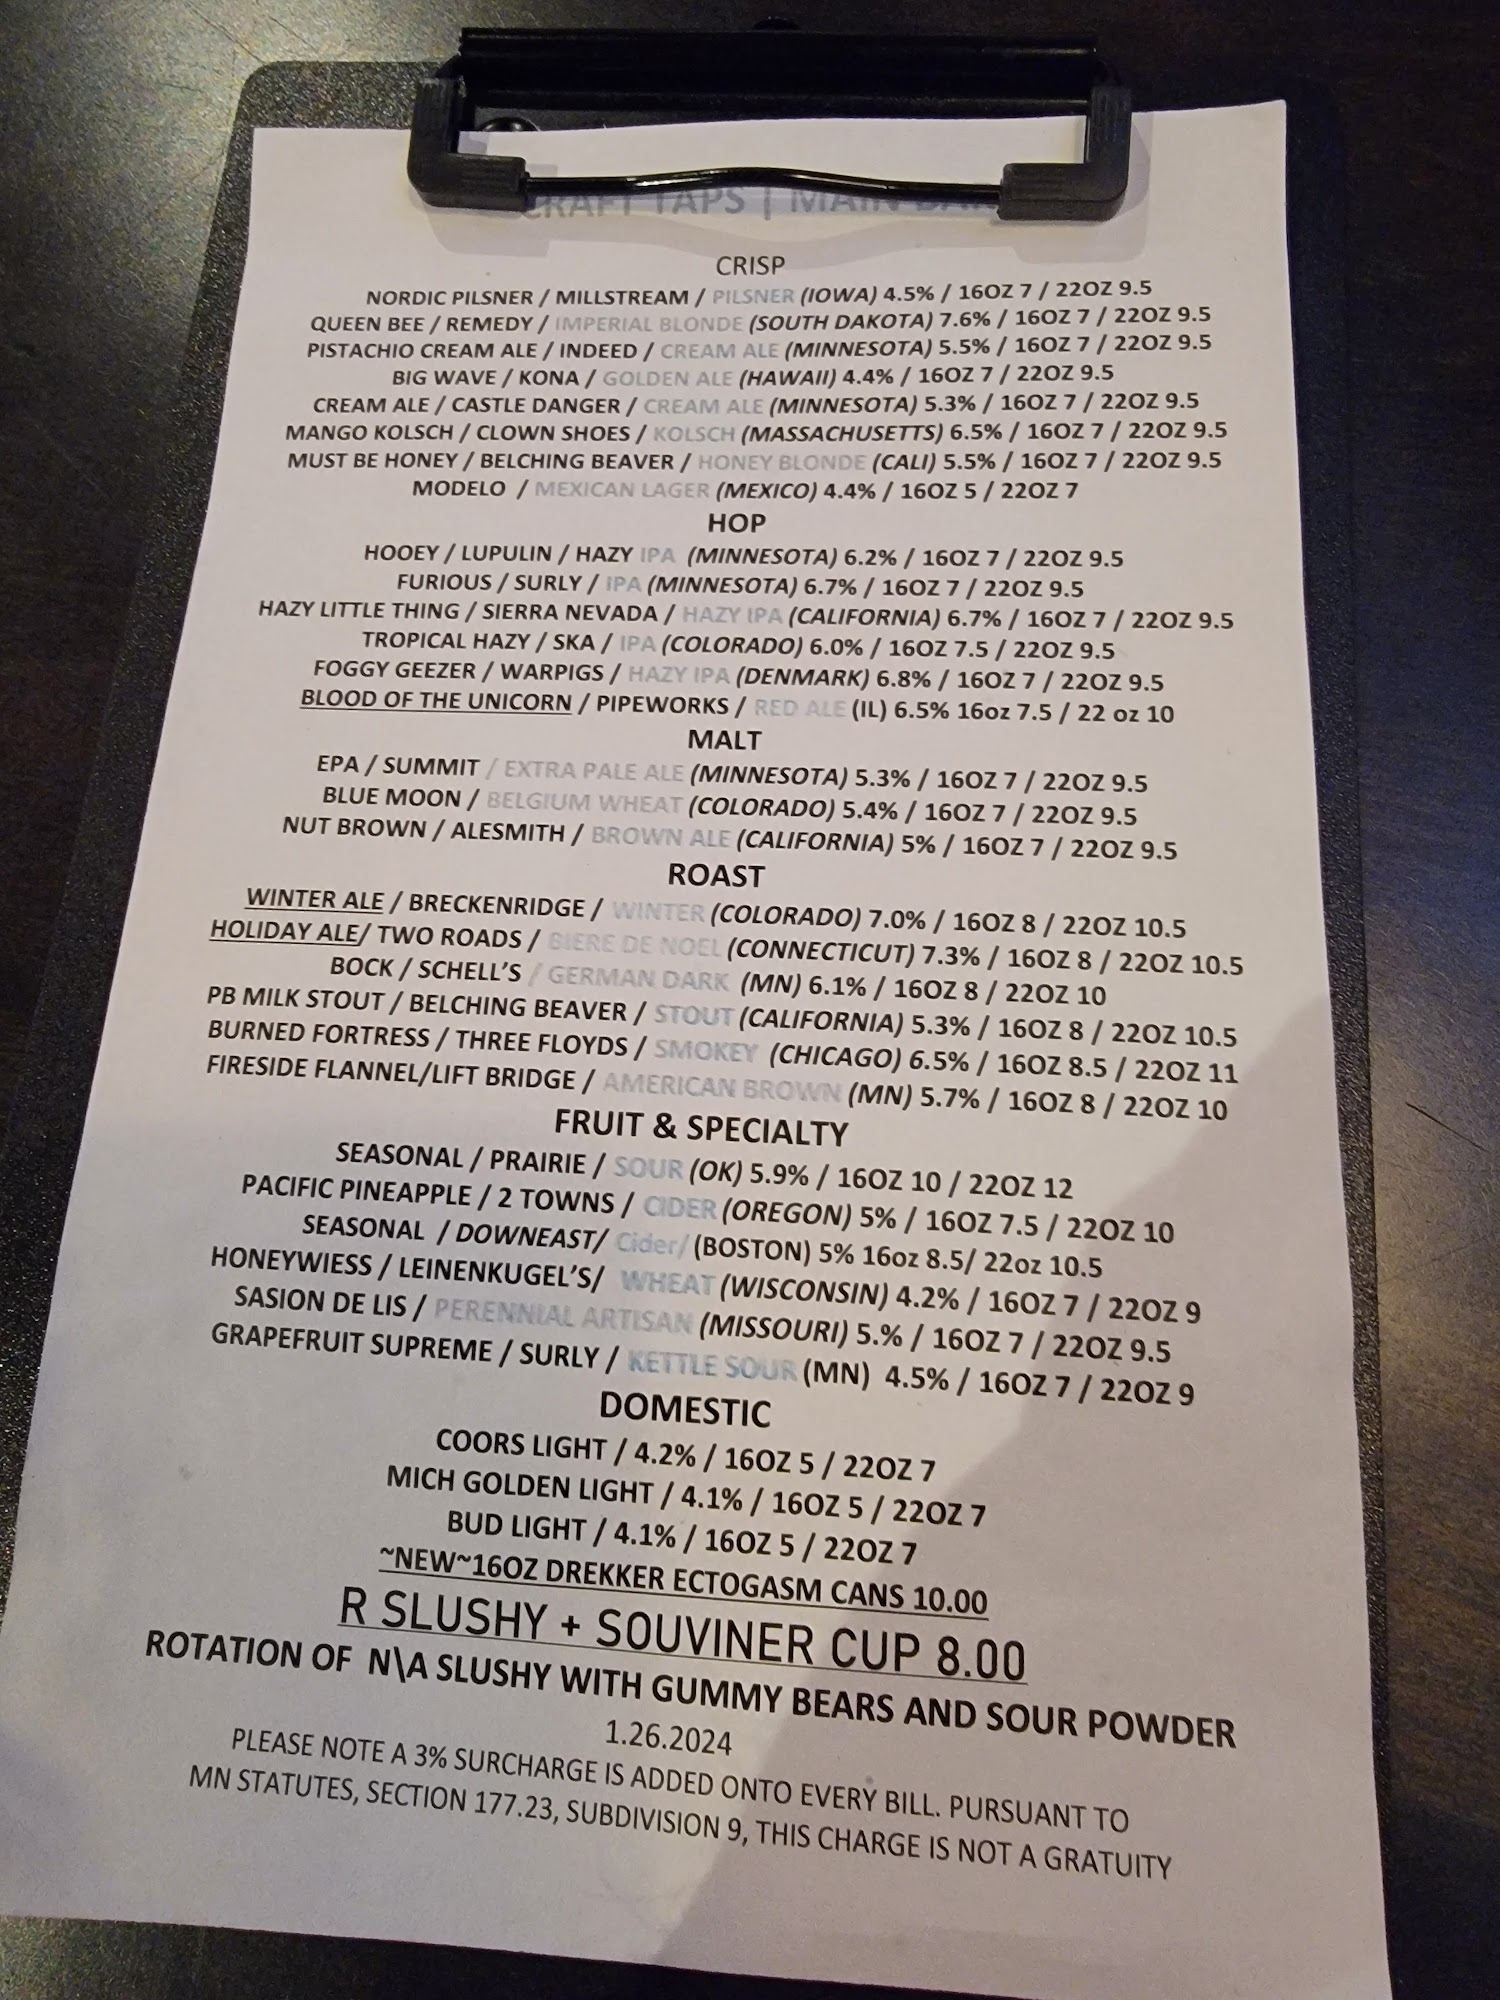 CRAFT TAPS | MAIN BAR
CRISP
NORDIC PILSNER / MILLSTREAM / PILSNER (IOWA) 4.5% / 16OZ 7 / 22OZ 9.5
QUEEN BEE / REMEDY / IMPERIAL BLONDE (SOUTH DAKOTA) 7.6% / 16OZ 7 / 22OZ 9.5
PISTACHIO CREAM ALE / INDEED / CREAM ALE (MINNESOTA) 5.5% / 16OZ 7 / 22OZ 9.5
BIG WAVE / KONA / GOLDEN ALE (HAWAII) 4.4% / 16OZ 7 / 22OZ 9.5
CREAM ALE / CASTLE DANGER / CREAM ALE (MINNESOTA) 5.3% / 16OZ 7 / 22OZ 9.5
MANGO KOLSCH / CLOWN SHOES / KOLSCH (MASSACHUSETTS) 6.5% / 16OZ 7 / 22OZ 9.5
MUST BE HONEY / BELCHING BEAVER / HONEY BLONDE (CALI) 5.5% / 16OZ 7 / 22OZ 9.5
MODELO / MEXICAN LAGER (MEXICO) 4.4% / 16OZ 5 / 22OZ 7
HOP
HOOEY / LUPULIN / HAZY IPA (MINNESOTA) 6.2% / 16OZ 7 / 22OZ 9.5
FURIOUS / SURLY / IPA (MINNESOTA) 6.7% / 16OZ 7 / 22OZ 9.5
HAZY LITTLE THING / SIERRA NEVADA / HAZY IPA (CALIFORNIA) 6.7% / 16OZ 7 / 22OZ 9.5
TROPICAL HAZY / SKA / IPA (COLORADO) 6.0% / 16OZ 7.5 / 22OZ 9.5
FOGGY GEEZER / WARPIGS / HAZY IPA (DENMARK) 6.8% / 16OZ 7 / 22OZ 9.5
BLOOD OF THE UNICORN / PIPEWORKS / RED ALE (IL) 6.5% 16oz 7.5 / 22 oz 10
MALT
EPA / SUMMIT / EXTRA PALE ALE (MINNESOTA) 5.3% / 16OZ 7 / 22OZ 9.5
BLUE MOON / BELGIUM WHEAT (COLORADO) 5.4% / 16OZ 7 / 22OZ 9.5
NUT BROWN / ALESMITH / BROWN ALE (CALIFORNIA) 5% / 16OZ 7 / 22OZ 9.5
ROAST
WINTER ALE / BRECKENRIDGE / WINTER (COLORADO) 7.0% / 16OZ 8 / 22OZ 10.5
HOLIDAY ALE/ TWO ROADS / BIERE DE NOEL (CONNECTICUT) 7.3% / 16OZ 8 / 22OZ 10.5
BOCK / SCHELL'S / GERMAN DARK (MN) 6.1% / 16OZ 8 / 22OZ 10
PB MILK STOUT / BELCHING BEAVER / STOUT (CALIFORNIA) 5.3% / 16OZ 8 / 22OZ 10.5
BURNED FORTRESS / THREE FLOYDS / SMOKEY (CHICAGO) 6.5% / 16OZ 8.5 / 22OZ 11
FIRESIDE FLANNEL/LIFT BRIDGE / AMERICAN BROWN (MN) 5.7% / 16OZ 8 / 22OZ 10
FRUIT & SPECIALTY
SEASONAL / PRAIRIE / SOUR (OK) 5.9% / 16OZ 10 / 22OZ 12
PACIFIC PINEAPPLE / 2 TOWNS / CIDER (OREGON) 5% / 16OZ 7.5 / 22OZ 10
SEASONAL / DOWNEAST/ Cider/ (BOSTON) 5% 16oz 8.5/ 22oz 10.5
HONEYWIESS / LEINENKUGEL'S/ WHEAT (WISCONSIN) 4.2% / 16OZ 7 / 22OZ 9
SASION DE LIS / PERENNIAL ARTISAN (MISSOURI) 5.% / 16OZ 7 / 22OZ 9.5
GRAPEFRUIT SUPREME / SURLY / KETTLE SOUR (MN) 4.5% / 16OZ 7 / 22OZ 9
DOMESTIC
COORS LIGHT / 4.2% / 16OZ 5 / 22OZ 7
MICH GOLDEN LIGHT / 4.1% / 16OZ 5 / 22OZ 7
BUD LIGHT / 4.1% / 16OZ 5 / 22OZ 7
~NEW~16OZ DREKKER ECTOGASM CANS 10.00
R SLUSHY + SOUVINER CUP 8.00
ROTATION OF N\A SLUSHY WITH GUMMY BEARS AND SOUR POWDER
1.26.2024
PLEASE NOTE A 3% SURCHARGE IS ADDED ONTO EVERY BILL. PURSUANT TO
MN STATUTES, SECTION 177.23, SUBDIVISION 9, THIS CHARGE IS NOT A GRATUITY